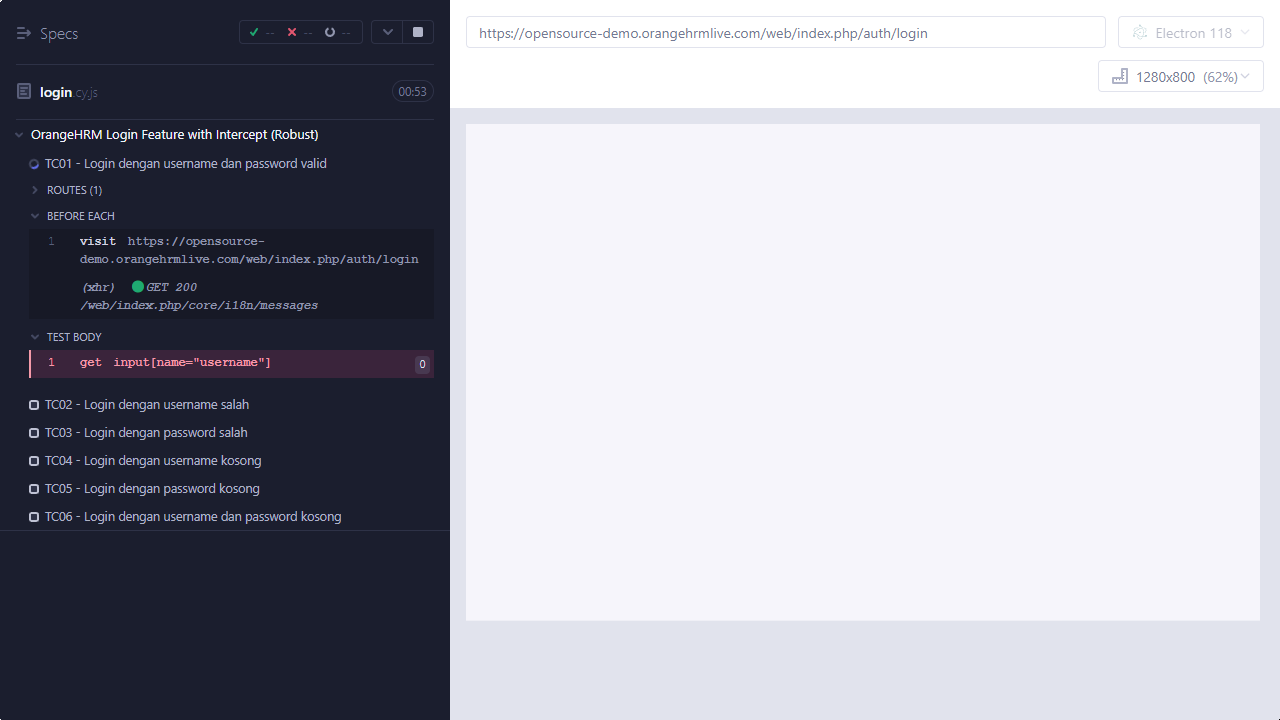 Specs
--
--
--
login.cy.js
00:53
OrangeHRM Login Feature with Intercept (Robust)
TC01 - Login dengan username dan password valid
ROUTES (1)
BEFORE EACH
1 visit https://opensource-
demo.orangehrmlive.com/web/index.php/auth/login
(xhr) GET 200
/web/index.php/core/i18n/messages
TEST BODY
1 get input[name="username"] 0
TC02 - Login dengan username salah
TC03 - Login dengan password salah
TC04 - Login dengan username kosong
TC05 - Login dengan password kosong
TC06 - Login dengan username dan password kosong
https://opensource-demo.orangehrmlive.com/web/index.php/auth/login
Electron 118
1280x800 (62%)